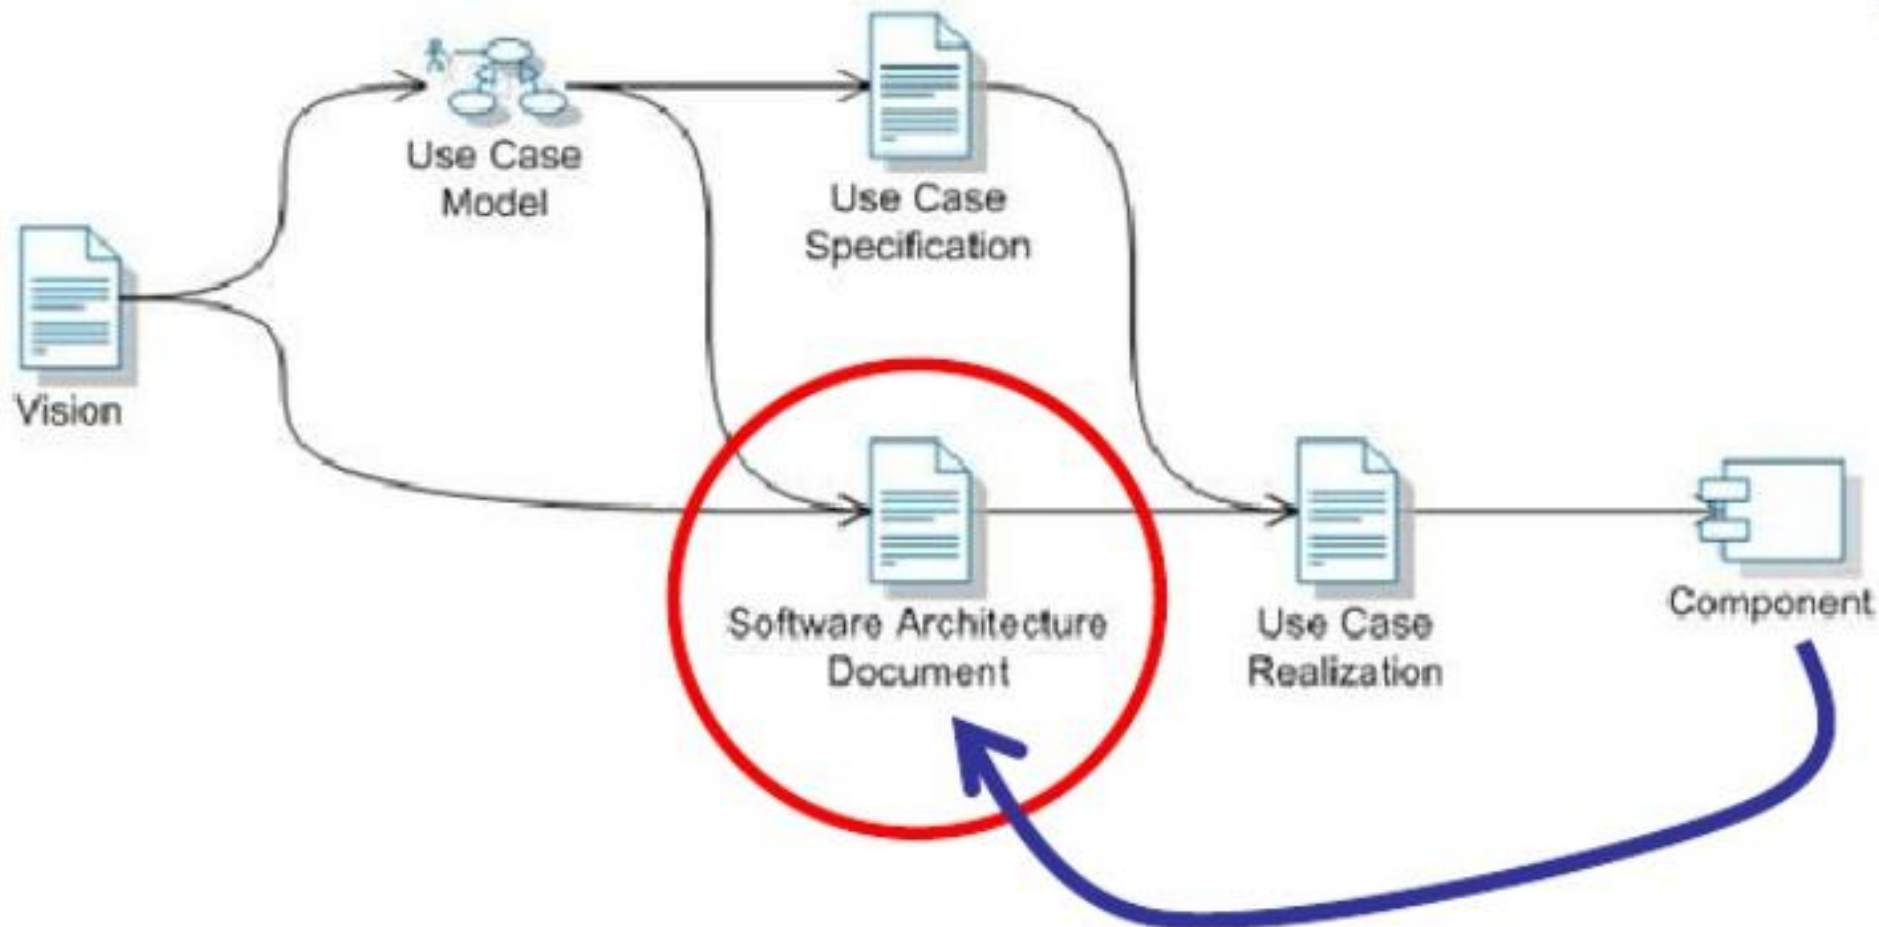 Use Case
Model
Use Case
Specification
Vision
Software Architecture
Document
Use Case
Realization
Component